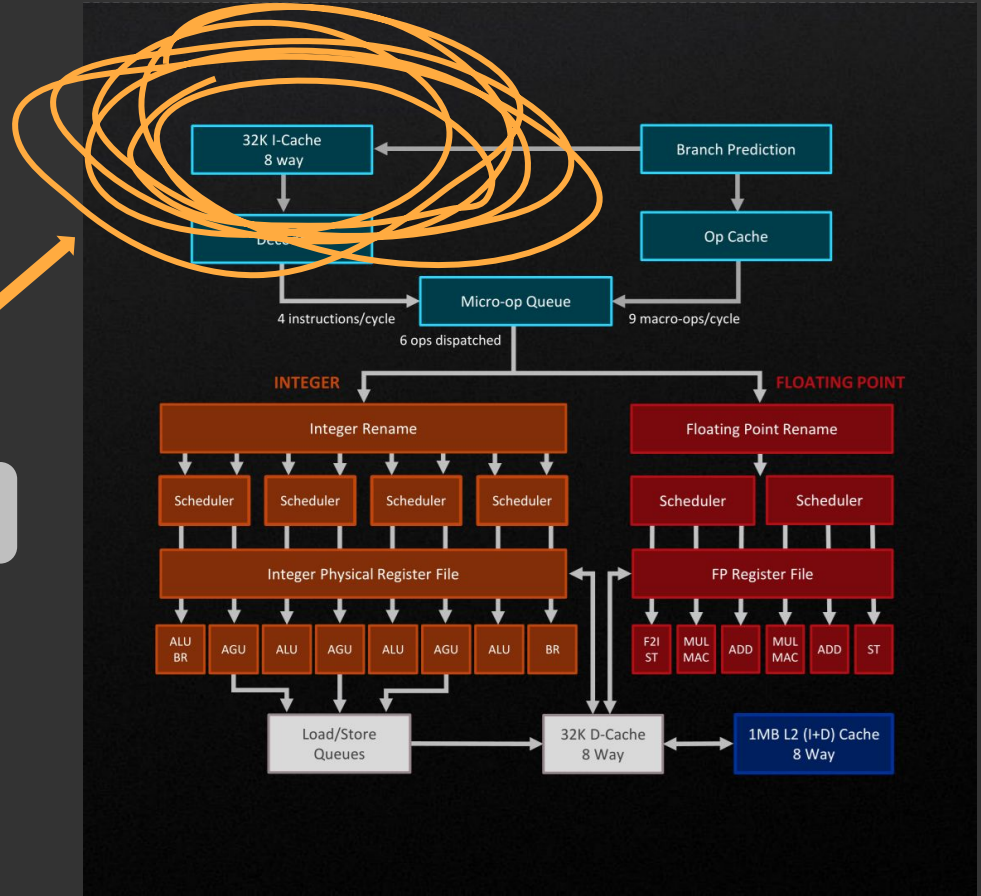 32K I-Cache
8 way
Branch Prediction
Op Cache
Micro-op Queue
4 instructions/cycle
9 macro-ops/cycle
6 ops dispatched
INTEGER
FLOATING POINT
Integer Rename
Floating Point Rename
Scheduler
Scheduler
Scheduler
Scheduler
Scheduler
Scheduler
Integer Physical Register File
FP Register File
ALU
BR
AGU
ALU
AGU
ALU
AGU
ALU
BR
F2I
ST
MUL
MAC
ADD
MUL
MAC
ADD
ST
Load/Store
Queues
32K D-Cache
8 Way
1MB L2 (I+D) Cache
8 Way